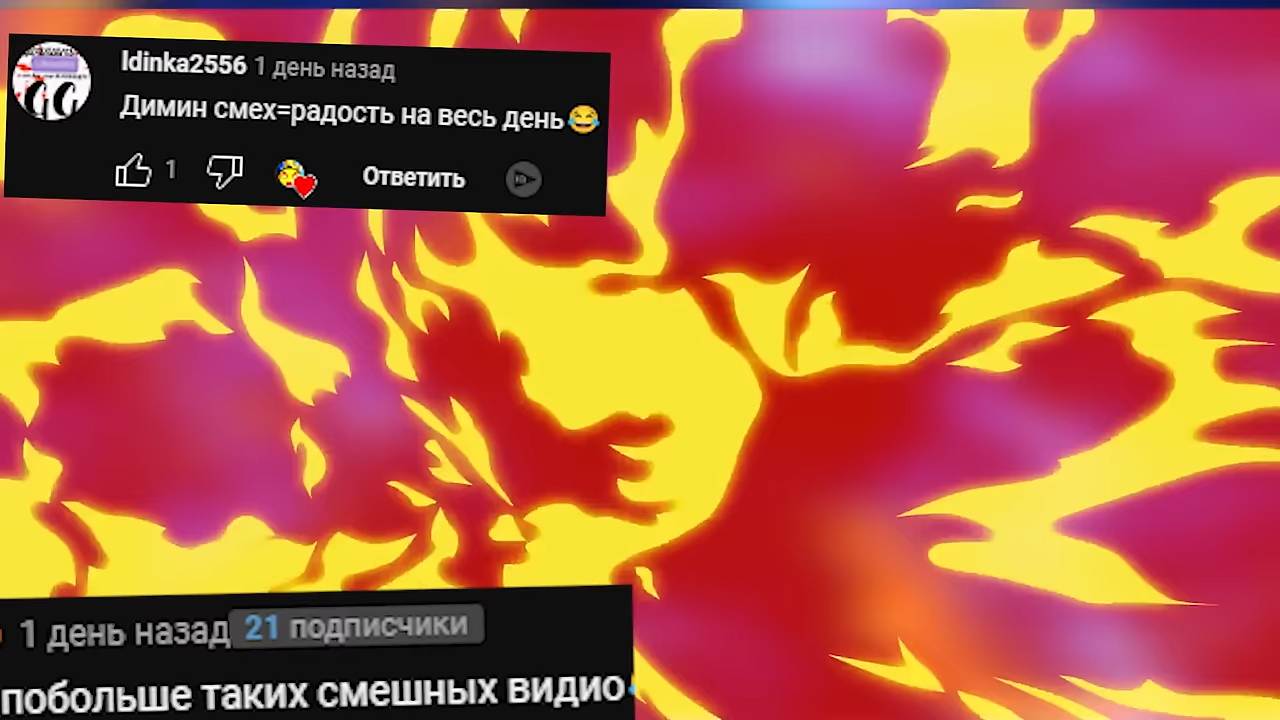 ldinka2556 1 день назад
Димин смех=радость на весь день😂
1
Ответить
1 день назад 21 подписчики
побольше таких смешных видио